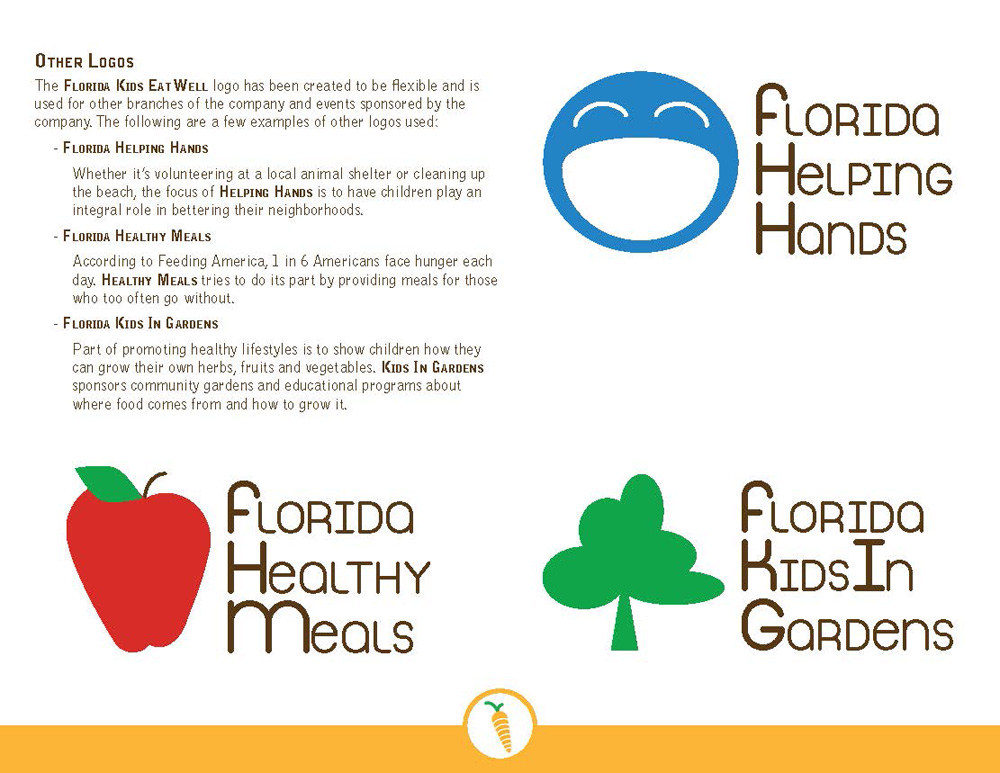 Other Logos
The Florida Kids Eat Well logo has been created to be flexible and is
used for other branches of the company and events sponsored by the
company. The following are a few examples of other logos used:
- Florida Helping Hands
Whether it's volunteering at a local animal shelter or cleaning up
the beach, the focus of Helping Hands is to have children play an
integral role in bettering their neighborhoods.
- Florida Healthy Meals
According to Feeding America, 1 in 6 Americans face hunger each
day. Healthy Meals tries to do its part by providing meals for those
who too often go without.
- Florida Kids In Gardens
Part of promoting healthy lifestyles is to show children how they
can grow their own herbs, fruits and vegetables. Kids In Gardens
sponsors community gardens and educational programs about
where food comes from and how to grow it.
Florida
Helping
Hands
Florida
Healthy
Meals
Florida
Kids In
Gardens